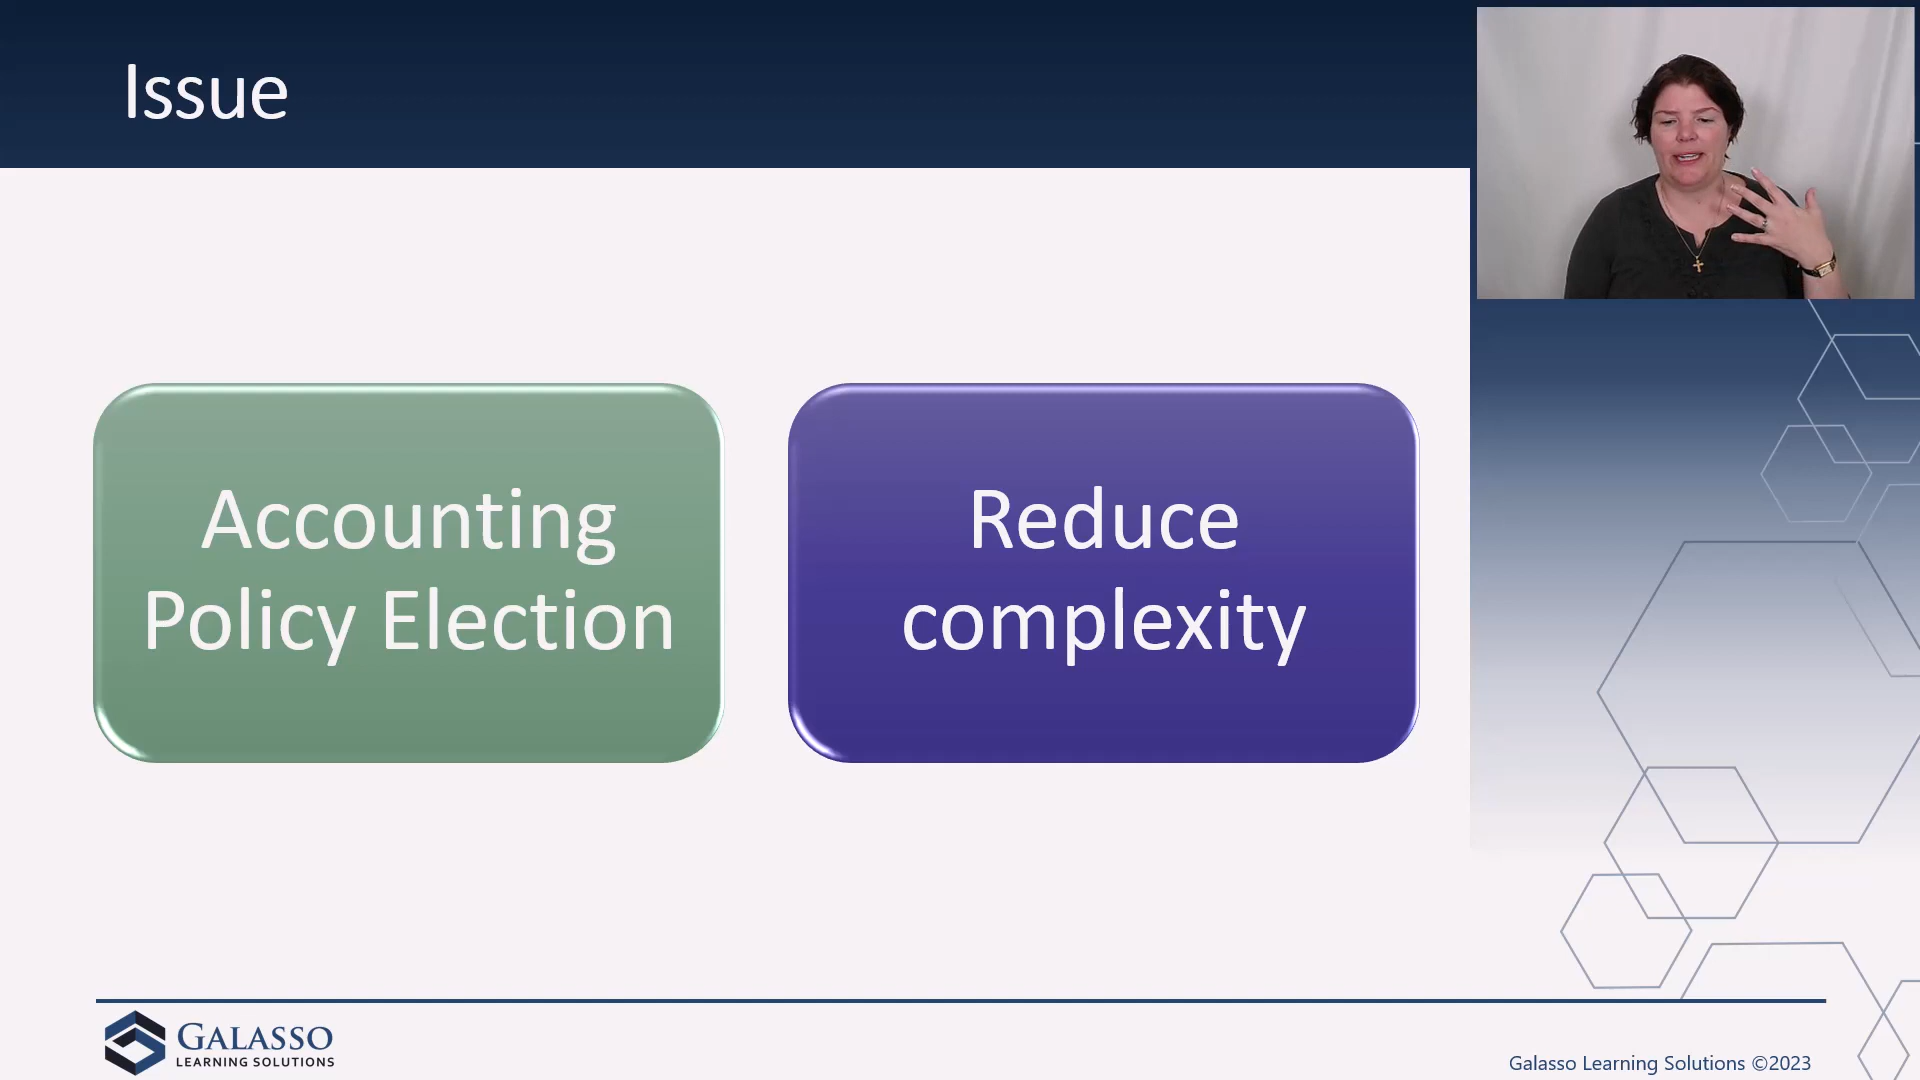 Issue
Accounting
Policy Election
Reduce
complexity
GALASSO
LEARNING SOLUTIONS
Galasso Learning Solutions ©2023